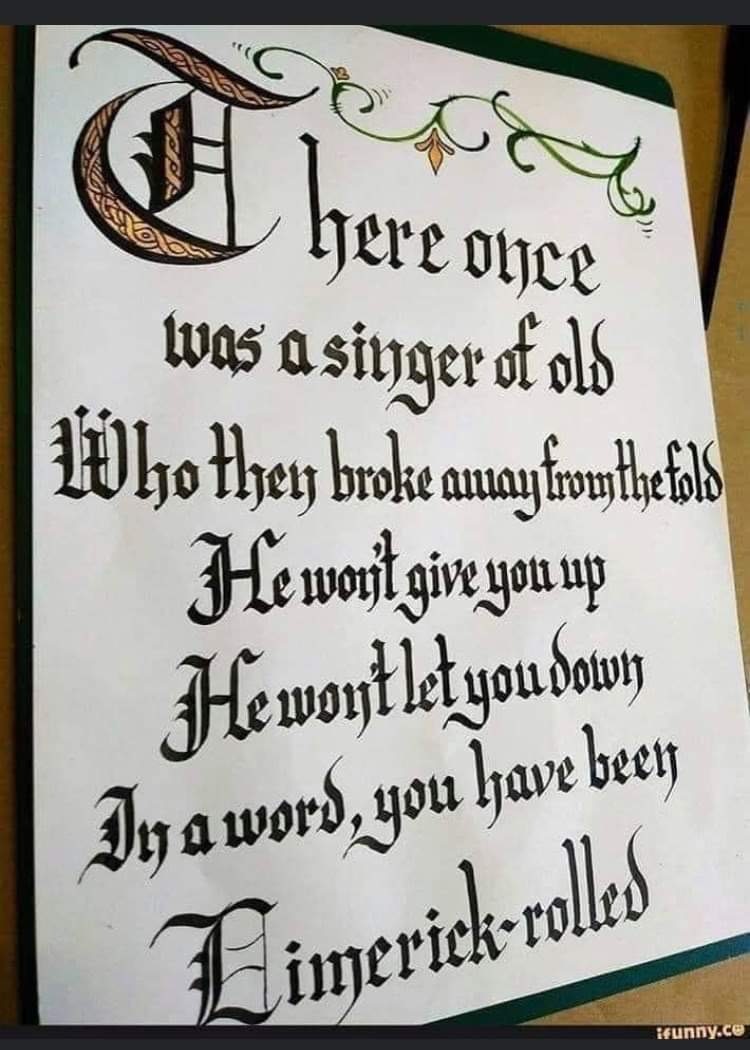 There once
was a singer of old
Who then broke away from the fold
He won't give you up
He won't let you down
In a word, you have been
Limerick-rolled
ifunny.co